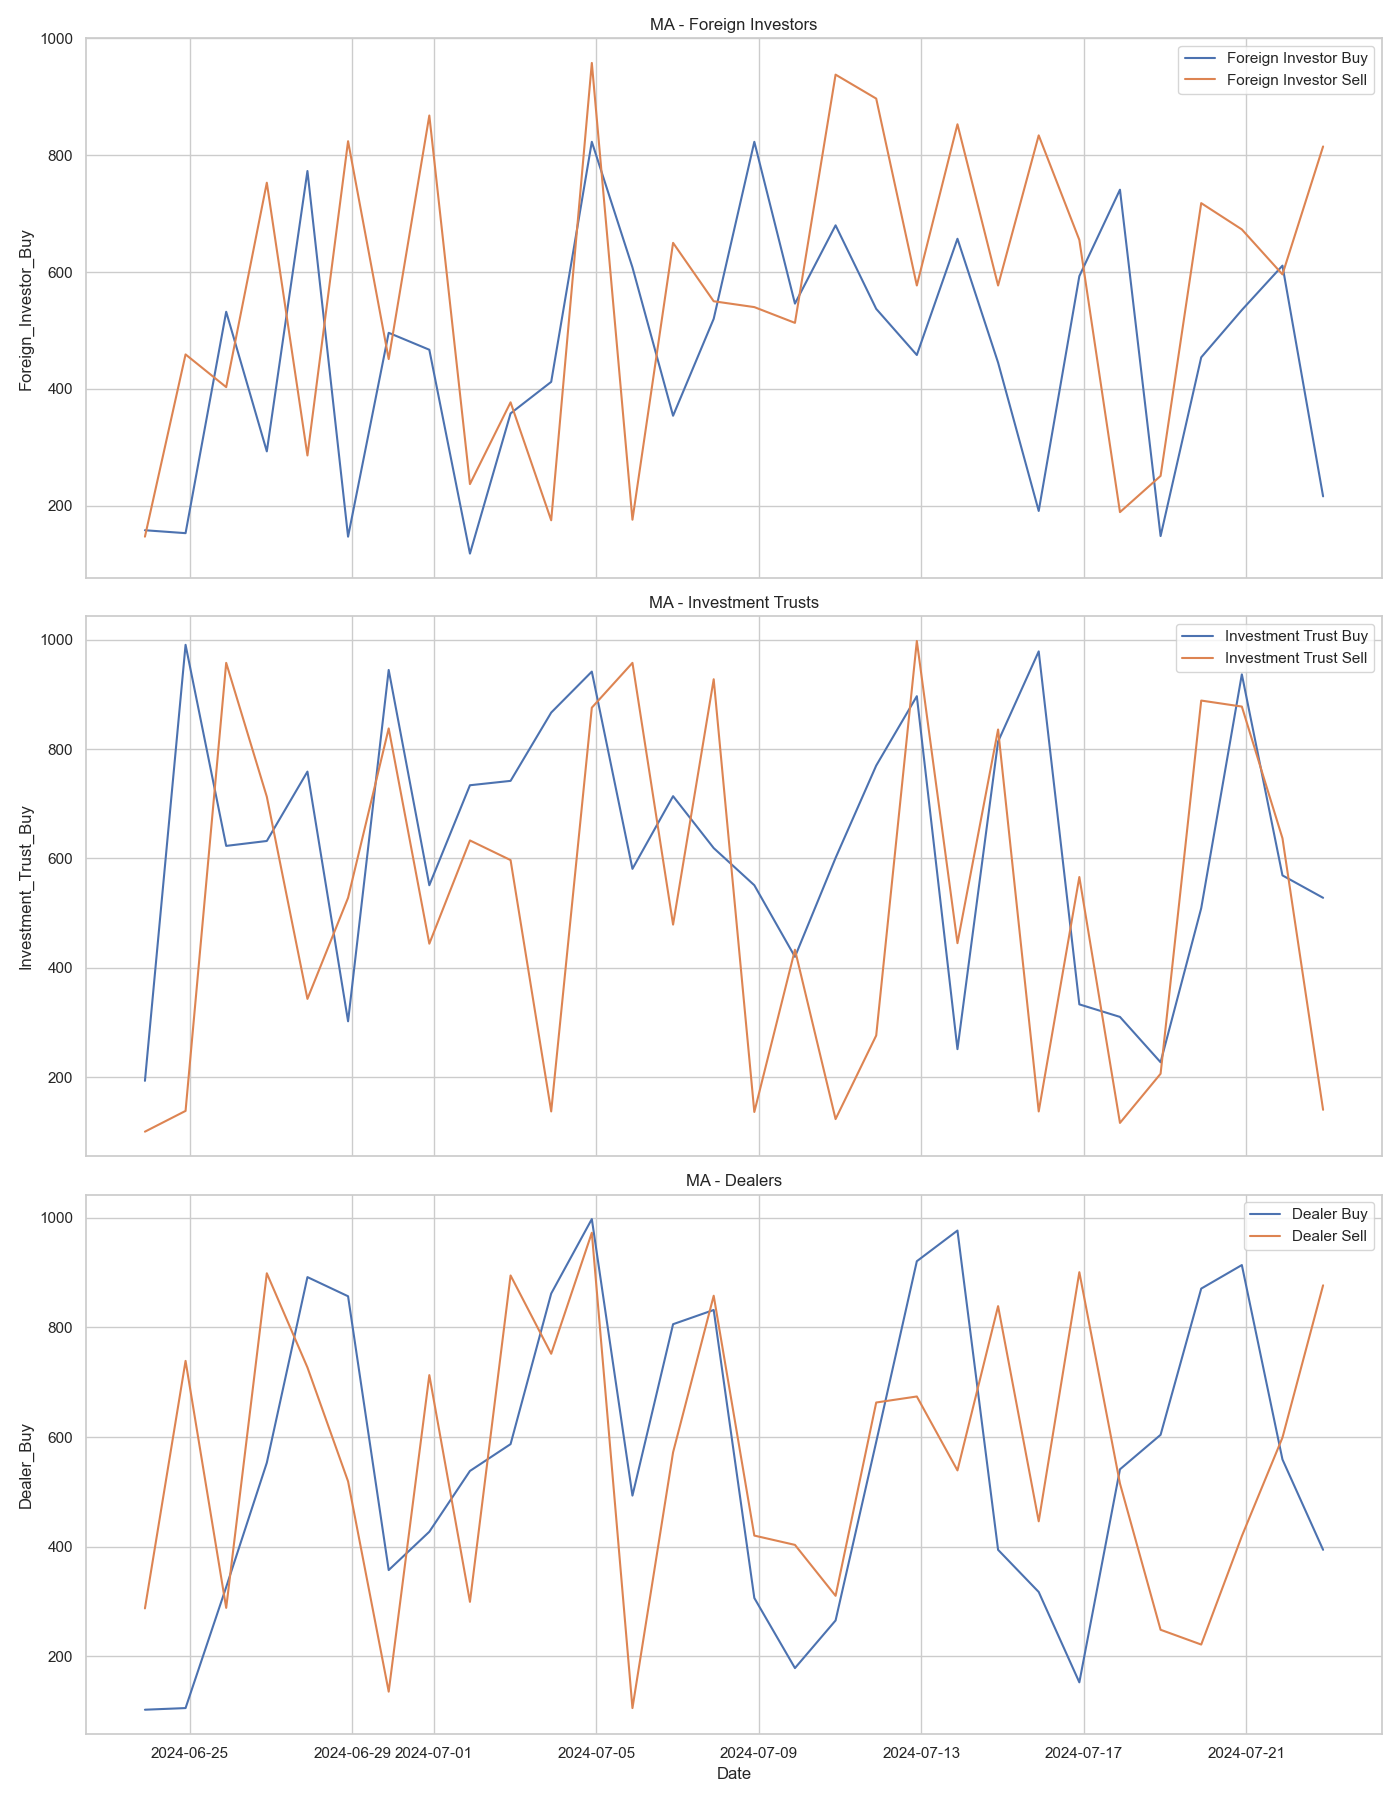 MA - Foreign Investors
1000
800
600
400
200
Foreign_Investor_Buy
Foreign Investor Buy
Foreign Investor Sell
MA - Investment Trusts
1000
800
600
400
200
Investment_Trust_Buy
Investment Trust Buy
Investment Trust Sell
MA - Dealers
1000
800
600
400
200
Dealer_Buy
Dealer Buy
Dealer Sell
2024-06-25 2024-06-29 2024-07-01 2024-07-05 2024-07-09 2024-07-13 2024-07-17 2024-07-21
Date